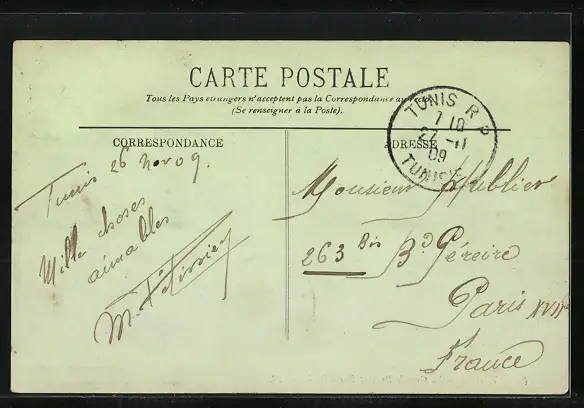 CARTE POSTALE
Tous les Pays étrangers n'acceptent pas la Correspondance au recto
(Se renseigner à la Poste).
CORRESPONDANCE
ADRESSE
TUNIS R P
7 10
27 - 11
09
TUNISIE
Tunis 26 Nov 09.
Mille choses
aimables
M.
Monsieur
263 Bis Bd Péreire
Paris XVII
France